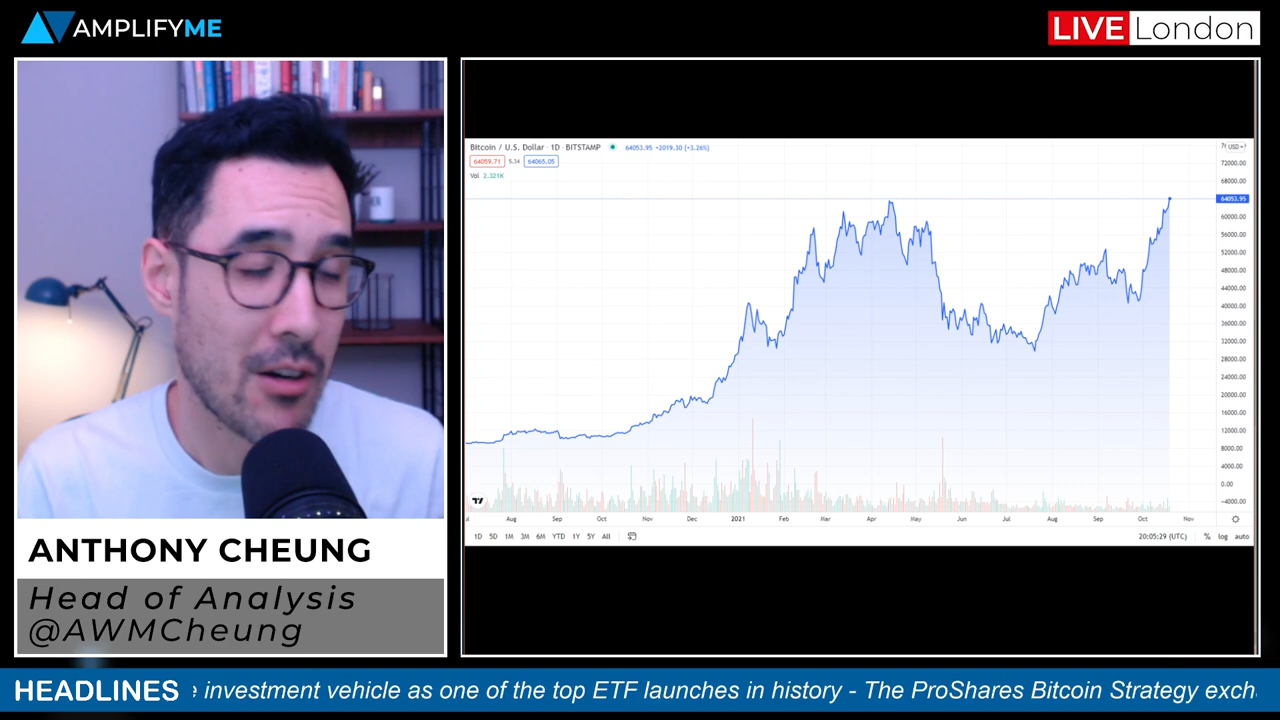 AMPLIFYME
LIVE London
Bitcoin / U.S. Dollar · 1D · BITSTAMP 64053.95 +2019.30 (+3.26%)
64059.71 5.34 64065.05
Vol 2.321K
USD
72000.00
68000.00
64053.95
60000.00
56000.00
52000.00
48000.00
44000.00
40000.00
36000.00
32000.00
28000.00
24000.00
20000.00
16000.00
12000.00
8000.00
4000.00
0.00
-4000.00
Aug Sep Oct Nov Dec 2021 Feb Mar Apr May Jun Jul Aug Sep Oct Nov
1D 5D 1M 3M 6M YTD 1Y 5Y All 20:05:29 (UTC) % log auto
ANTHONY CHEUNG
Head of Analysis
@AWMCheung
HEADLINES investment vehicle as one of the top ETF launches in history - The ProShares Bitcoin Strategy exch